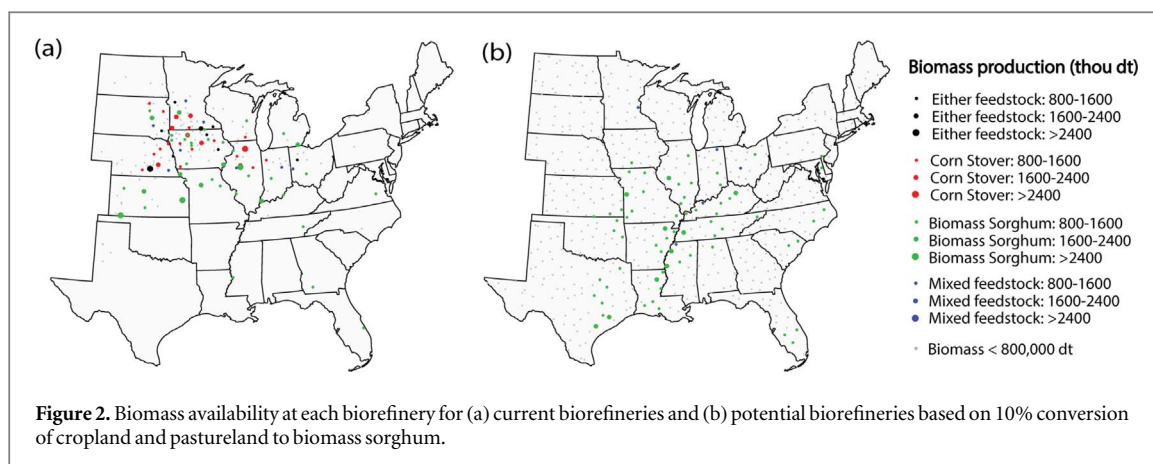 (a)
(b)
Biomass production (thou dt)
Either feedstock: 800-1600
Either feedstock: 1600-2400
Either feedstock: >2400
Corn Stover: 800-1600
Corn Stover: 1600-2400
Corn Stover: >2400
Biomass Sorghum: 800-1600
Biomass Sorghum: 1600-2400
Biomass Sorghum: >2400
Mixed feedstock: 800-1600
Mixed feedstock: 1600-2400
Mixed feedstock: >2400
Biomass < 800,000 dt
Figure 2. Biomass availability at each biorefinery for (a) current biorefineries and (b) potential biorefineries based on 10% conversion
of cropland and pastureland to biomass sorghum.